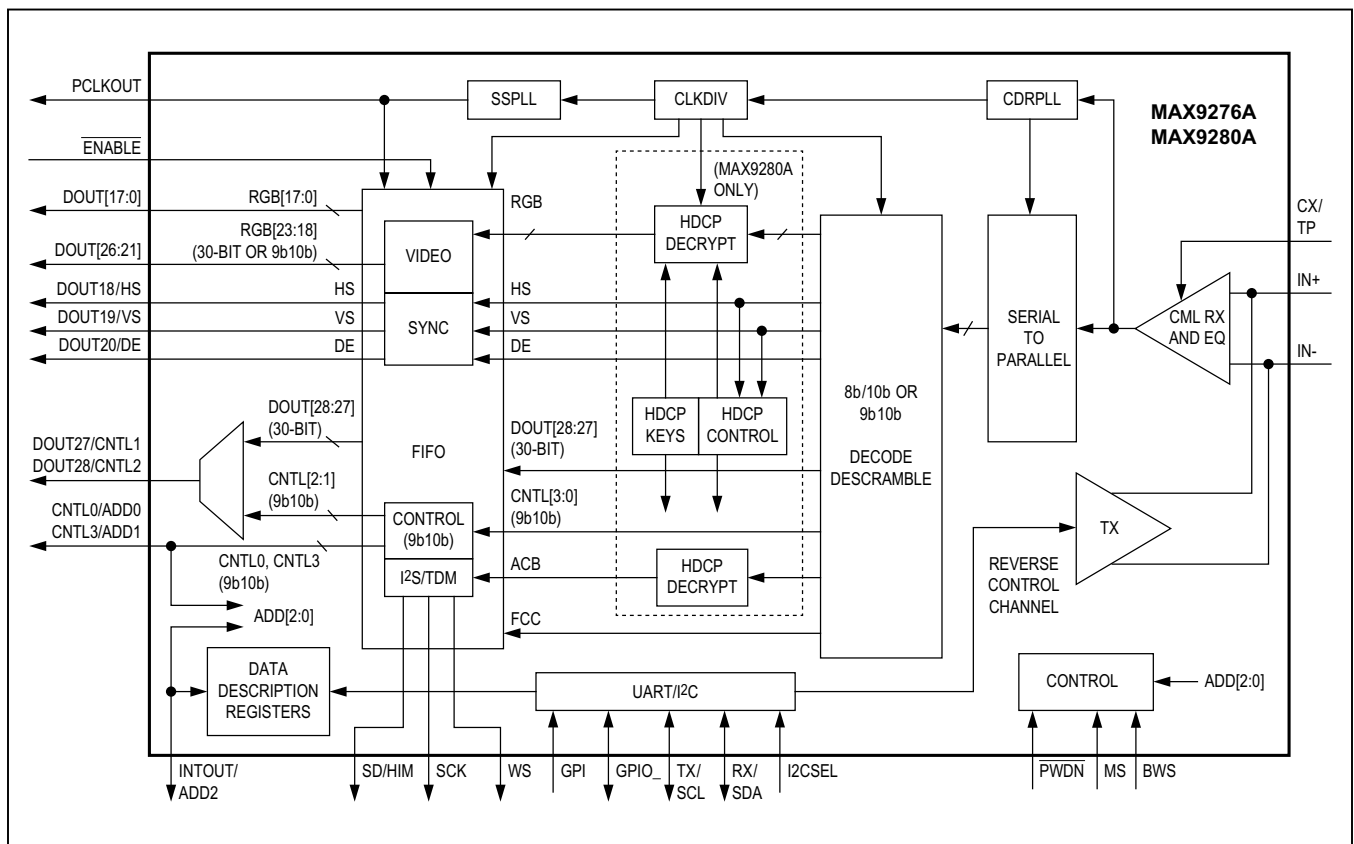 PCLKOUT
SSPLL
CLKDIV
CDRPLL
MAX9276A
MAX9280A
ENABLE
(MAX9280A
ONLY)
DOUT[17:0]
RGB[17:0]
RGB
HDCP
DECRYPT
CX/
TP
RGB[23:18]
(30-BIT OR 9b10b)
DOUT[26:21]
VIDEO
IN+
DOUT18/HS
HS
HS
SYNC
DOUT19/VS
VS
VS
SERIAL
TO
PARALLEL
CML RX
AND EQ
DOUT20/DE
DE
DE
IN-
8b/10b OR
9b10b
DECODE
DESCRAMBLE
HDCP
KEYS
HDCP
CONTROL
DOUT[28:27]
(30-BIT)
DOUT[28:27]
(30-BIT)
DOUT27/CNTL1
DOUT28/CNTL2
FIFO
CNTL[2:1]
(9b10b)
CNTL[3:0]
(9b10b)
CNTL0/ADD0
CNTL3/ADD1
CONTROL
(9b10b)
TX
CNTL0, CNTL3
(9b10b)
I2S/TDM
ACB
HDCP
DECRYPT
REVERSE
CONTROL
CHANNEL
ADD[2:0]
FCC
DATA
DESCRIPTION
REGISTERS
UART/I2C
CONTROL
ADD[2:0]
INTOUT/
ADD2
SD/HIM
SCK
WS
GPI
GPIO_
TX/
SCL
RX/
SDA
I2CSEL
PWDN
MS
BWS